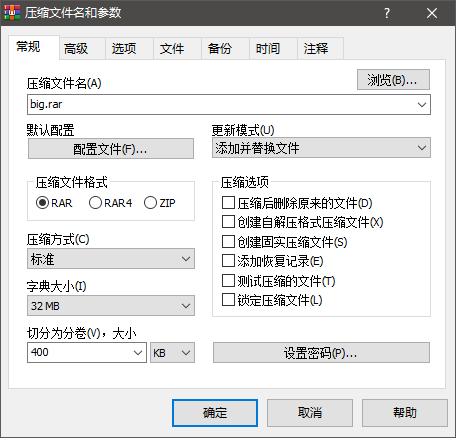 压缩文件名和参数
常规 高级 选项 文件 备份 时间 注释
压缩文件名(A)
浏览(B)...
big.rar
默认配置
更新模式(U)
配置文件(F)...
添加并替换文件
压缩文件格式
压缩选项
RAR RAR4 ZIP
压缩后删除原来的文件(D)
创建自解压格式压缩文件(X)
压缩方式(C)
创建固实压缩文件(S)
标准
添加恢复记录(E)
字典大小(I)
测试压缩的文件(T)
32 MB
锁定压缩文件(L)
切分为分卷(V)，大小
400 KB
设置密码(P)...
确定 取消 帮助